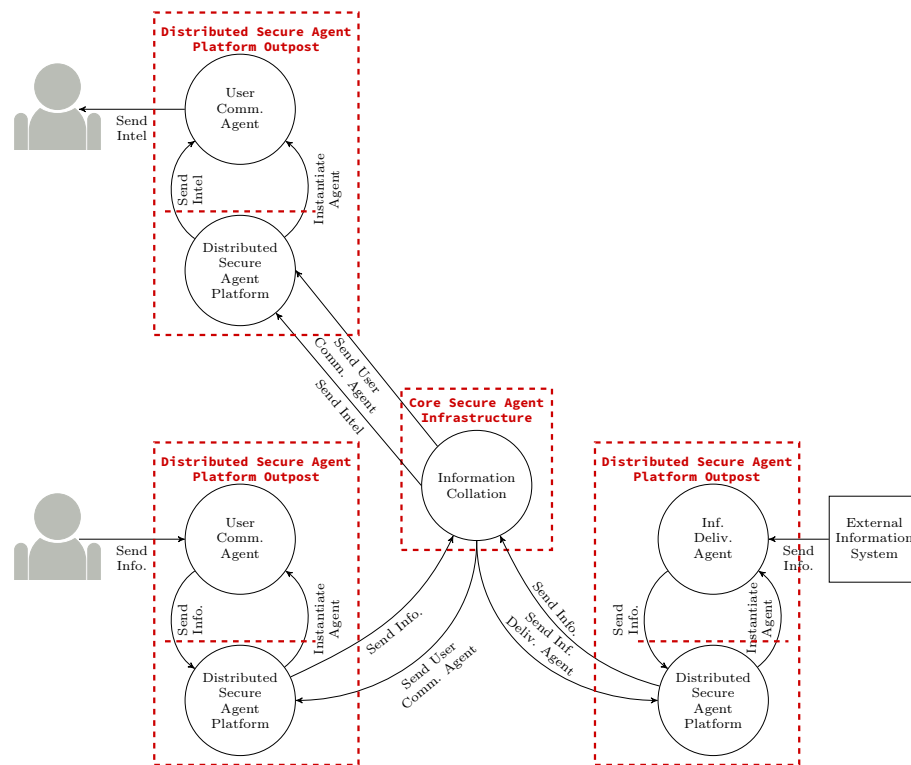 Distributed Secure Agent
Platform Outpost
User
Comm.
Agent
Send
Intel
Send
Intel
Instantiate
Agent
Distributed
Secure
Agent
Platform
Send User
Comm. Agent
Send Intel
Core Secure Agent
Infrastructure
Information
Collation
Distributed Secure Agent
Platform Outpost
User
Comm.
Agent
Send
Info.
Send
Info.
Instantiate
Agent
Distributed
Secure
Agent
Platform
Send Info.
Send User
Comm. Agent
Distributed Secure Agent
Platform Outpost
Inf.
Deliv.
Agent
External
Information
System
Send
Info.
Send
Info.
Instantiate
Agent
Distributed
Secure
Agent
Platform
Send Info.
Send Inf.
Deliv. Agent